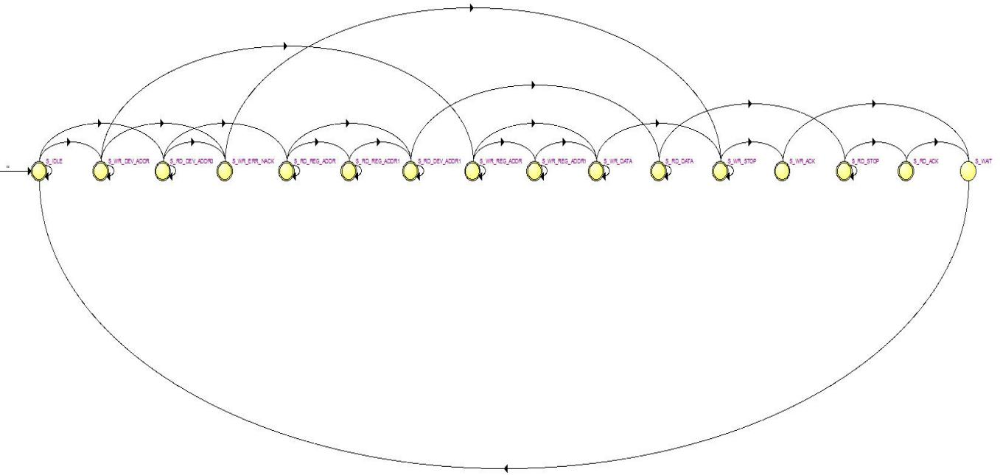 S_IDLE
S_WR_DEV_ADDR
S_RD_DEV_ADDR0
S_WR_ERR_NACK
S_RD_REG_ADDR
S_RD_REG_ADDR1
S_RD_DEV_ADDR1
S_WR_REG_ADDR
S_WR_REG_ADDR1
S_WR_DATA
S_RD_DATA
S_WR_STOP
S_WR_ACK
S_RD_STOP
S_RD_ACK
S_WAIT